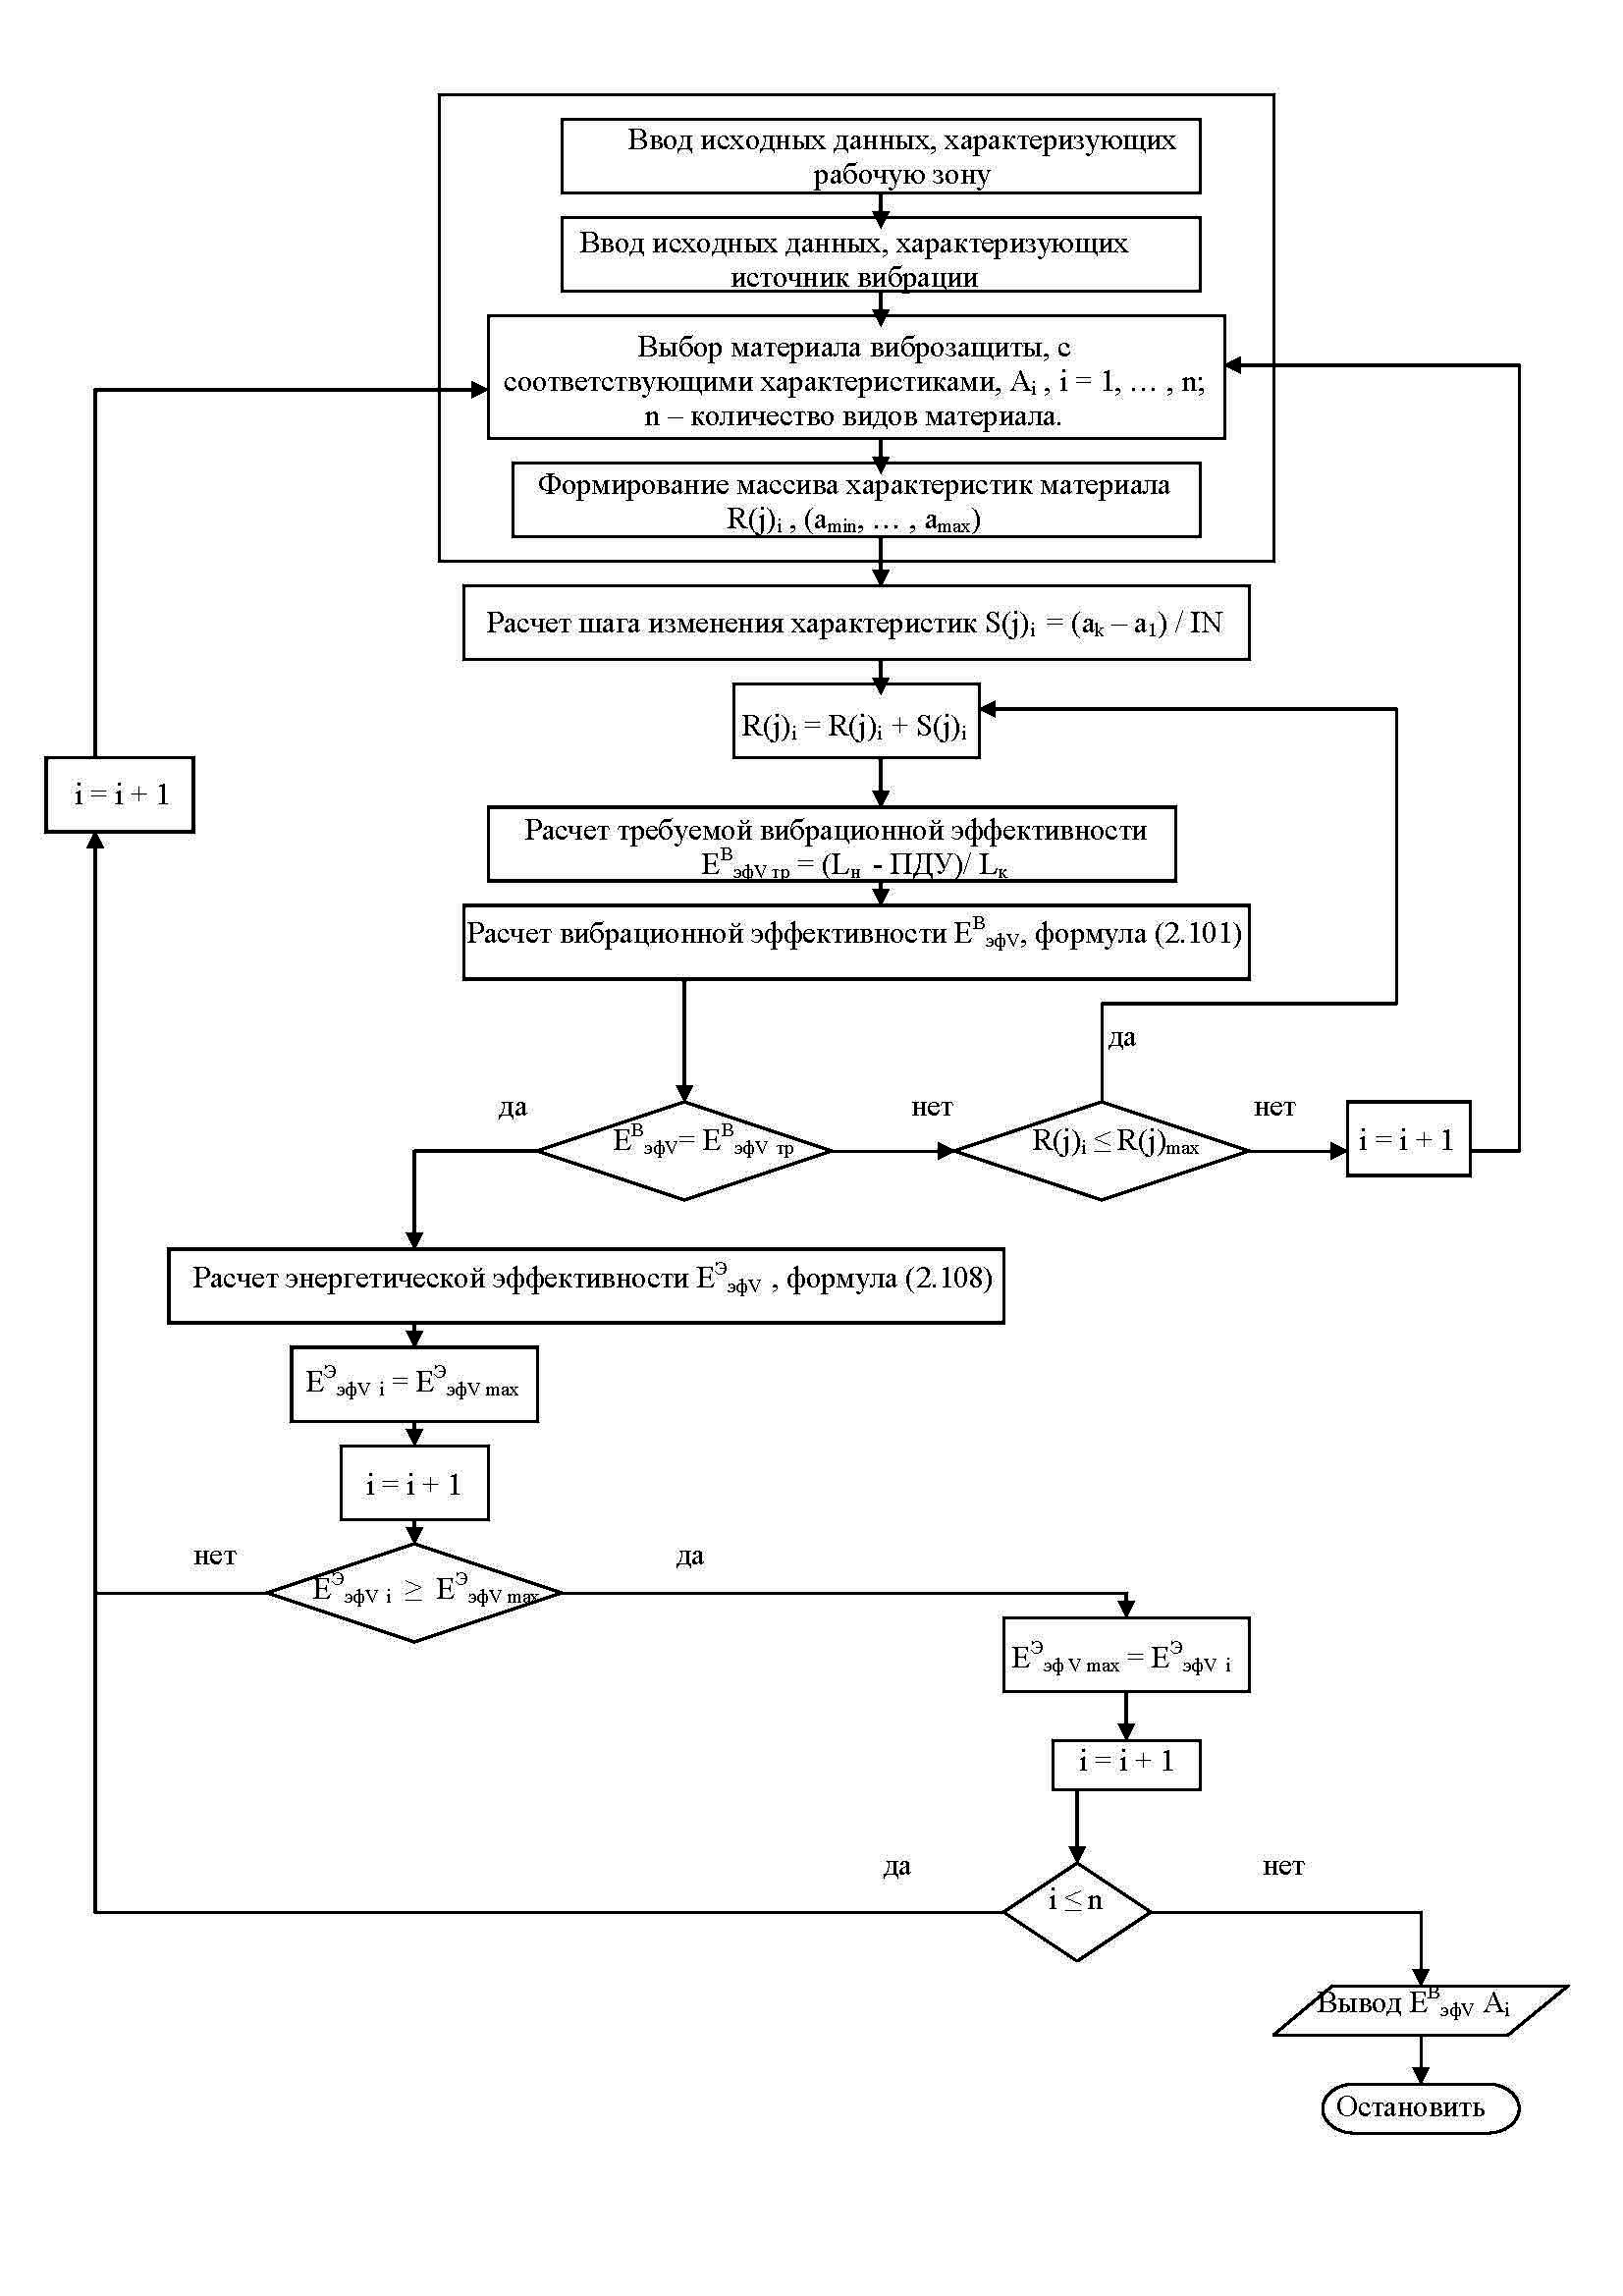 Ввод исходных данных, характеризующих
рабочую зону
Ввод исходных данных, характеризующих
источник вибрации
Выбор материала виброзащиты, с
соответствующими характеристиками, Ai , i = 1, … , n;
n – количество видов материала.
Формирование массива характеристик материала
R(j)i , (amin, … , amax)
Расчет шага изменения характеристик S(j)i = (ak – a1) / IN
R(j)i = R(j)i + S(j)i
i = i + 1
Расчет требуемой вибрационной эффективности
EВэфV тр = (Lн - ПДУ)/ Lк
Расчет вибрационной эффективности EВэфV, формула (2.101)
да
да
нет
нет
EВэфV= EВэфV тр
R(j)i ≤ R(j)max
i = i + 1
Расчет энергетической эффективности EЭэфV , формула (2.108)
EЭэфV i = EЭэфV max
i = i + 1
нет
да
EЭэфV i ≥ EЭэфV max
EЭэф V max = EЭэфV i
i = i + 1
да
нет
i ≤ n
Вывод EВэфV Ai
Остановить